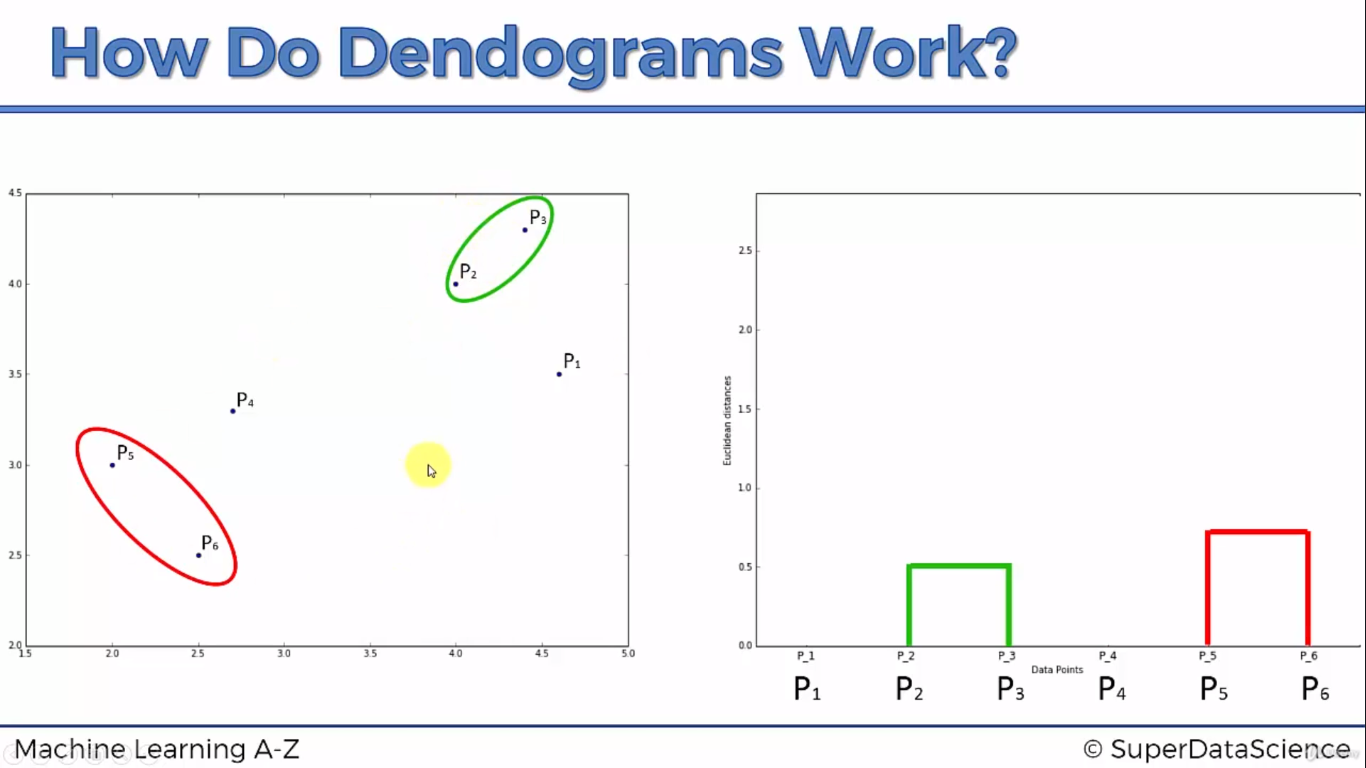 How Do Dendograms Work?
4.5
4.0
3.5
3.0
2.5
2.0
1.5 2.0 2.5 3.0 3.5 4.0 4.5 5.0
P₃
P₂
P₁
P₄
P₅
P₆
2.5
2.0
1.5
1.0
0.5
0.0
Euclidean distances
P_1 P_2 P_3 P_4 P_5 P_6
Data Points
P₁ P₂ P₃ P₄ P₅ P₆
Machine Learning A-Z
© SuperDataScience